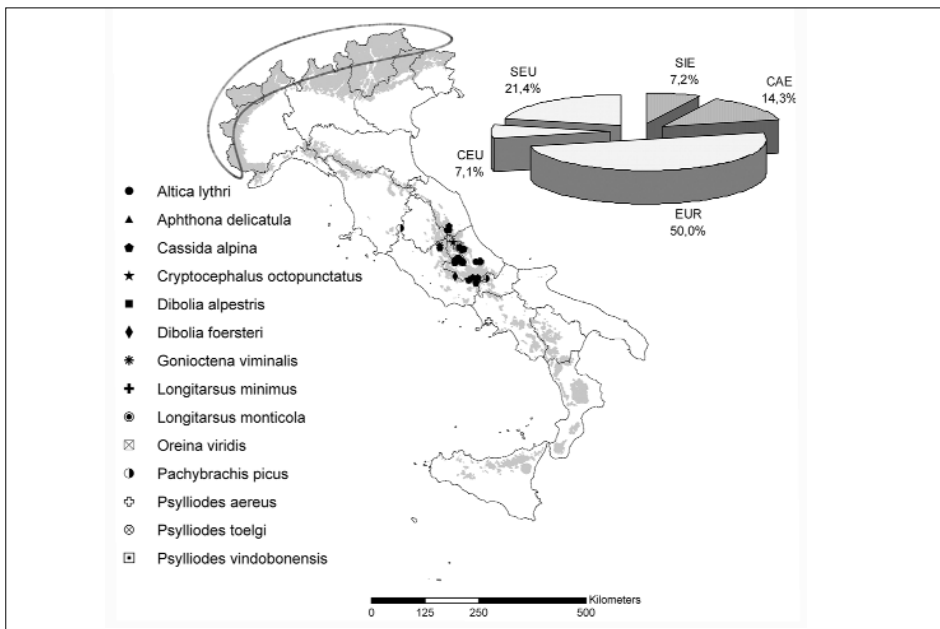 SEU
21,4%
SIE
7,2%
CAE
14,3%
CEU
7,1%
EUR
50,0%
Altica lythri
Aphthona delicatula
Cassida alpina
Cryptocephalus octopunctatus
Dibolia alpestris
Dibolia foersteri
Gonioctena viminalis
Longitarsus minimus
Longitarsus monticola
Oreina viridis
Pachybrachis picus
Psylliodes aereus
Psylliodes toelgi
Psylliodes vindobonensis
Kilometers
0 125 250 500